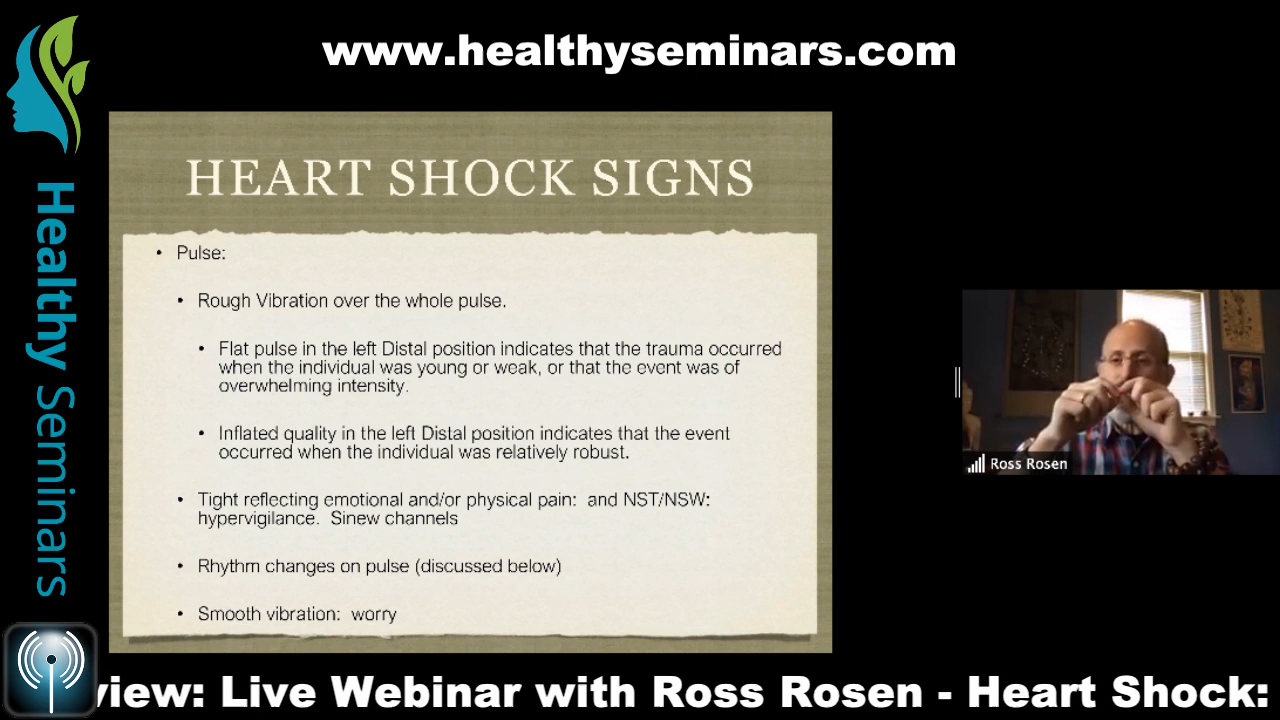 www.healthyseminars.com
Healthy Seminars
HEART SHOCK SIGNS
• Pulse:
• Rough Vibration over the whole pulse.
• Flat pulse in the left Distal position indicates that the trauma occurred
when the individual was young or weak, or that the event was of
overwhelming intensity.
• Inflated quality in the left Distal position indicates that the event
occurred when the individual was relatively robust.
• Tight reflecting emotional and/or physical pain: and NST/NSW:
hypervigilance. Sinew channels
• Rhythm changes on pulse (discussed below)
• Smooth vibration: worry
Ross Rosen
view: Live Webinar with Ross Rosen - Heart Shock: